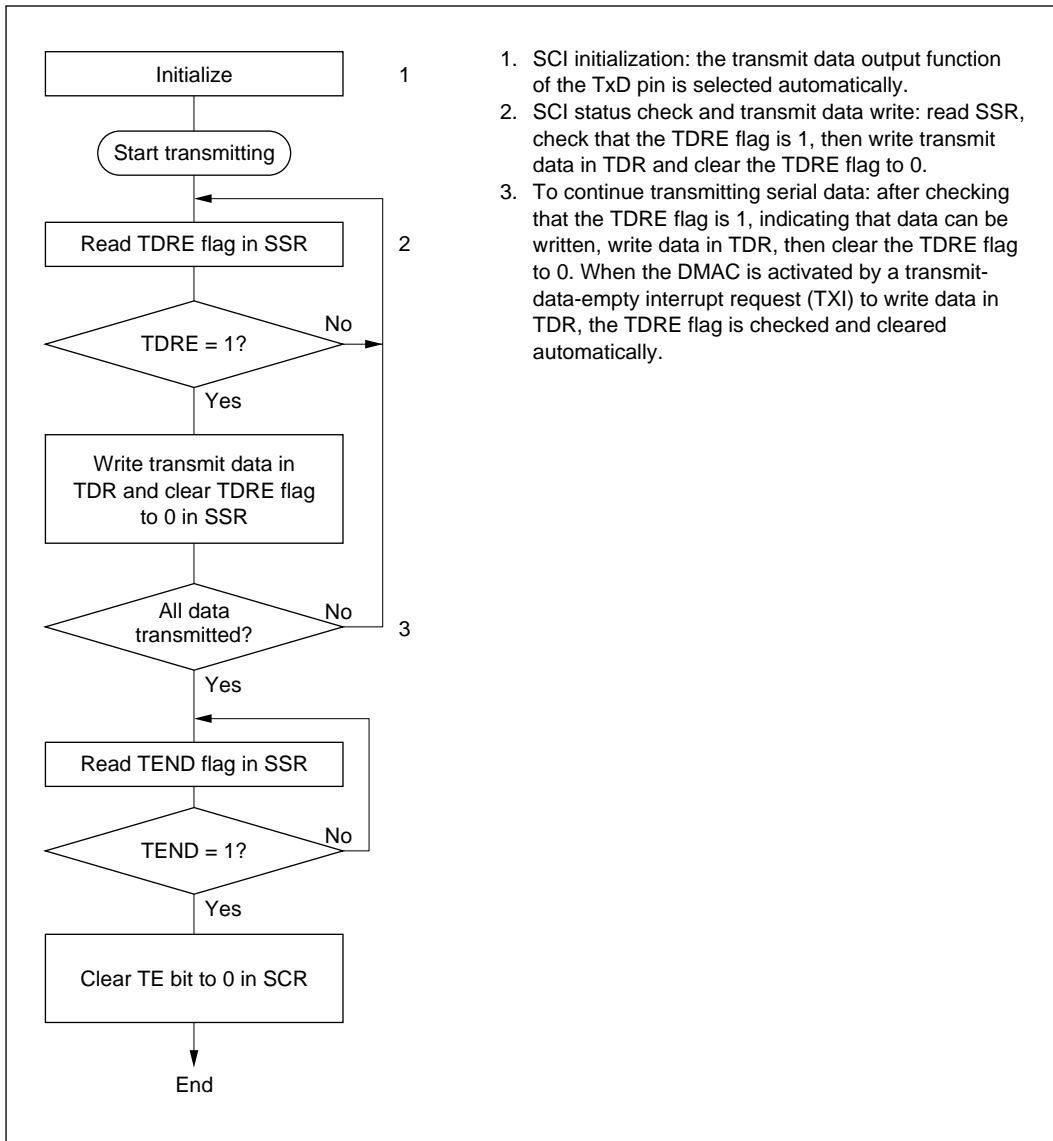 Initialize
1
Start transmitting
Read TDRE flag in SSR
2
TDRE = 1?
No
Yes
Write transmit data in
TDR and clear TDRE flag
to 0 in SSR
All data
transmitted?
No
3
Yes
Read TEND flag in SSR
TEND = 1?
No
Yes
Clear TE bit to 0 in SCR
End
1. SCI initialization: the transmit data output function
of the TxD pin is selected automatically.
2. SCI status check and transmit data write: read SSR,
check that the TDRE flag is 1, then write transmit
data in TDR and clear the TDRE flag to 0.
3. To continue transmitting serial data: after checking
that the TDRE flag is 1, indicating that data can be
written, write data in TDR, then clear the TDRE flag
to 0. When the DMAC is activated by a transmit-
data-empty interrupt request (TXI) to write data in
TDR, the TDRE flag is checked and cleared
automatically.